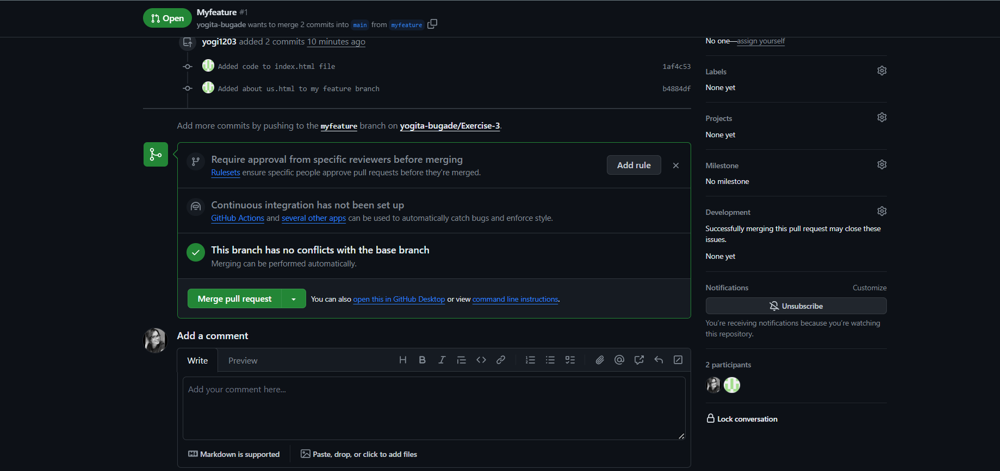 Open
Myfeature #1
yogita-bugade wants to merge 2 commits into main from myfeature
yogi1203 added 2 commits 10 minutes ago
Added code to index.html file 1af4c53
Added about us.html to my feature branch b4884df
Add more commits by pushing to the myfeature branch on yogita-bugade/Exercise-3.
Require approval from specific reviewers before merging
Rulesets ensure specific people approve pull requests before they're merged.
Add rule
Continuous integration has not been set up
GitHub Actions and several other apps can be used to automatically catch bugs and enforce style.
This branch has no conflicts with the base branch
Merging can be performed automatically.
Merge pull request
You can also open this in GitHub Desktop or view command line instructions.
Add a comment
Write
Preview
Add your comment here...
Markdown is supported
Paste, drop, or click to add files
No one—assign yourself
Labels
None yet
Projects
None yet
Milestone
No milestone
Development
Successfully merging this pull request may close these
issues.
None yet
Notifications
Customize
Unsubscribe
You're receiving notifications because you're watching
this repository.
2 participants
Lock conversation